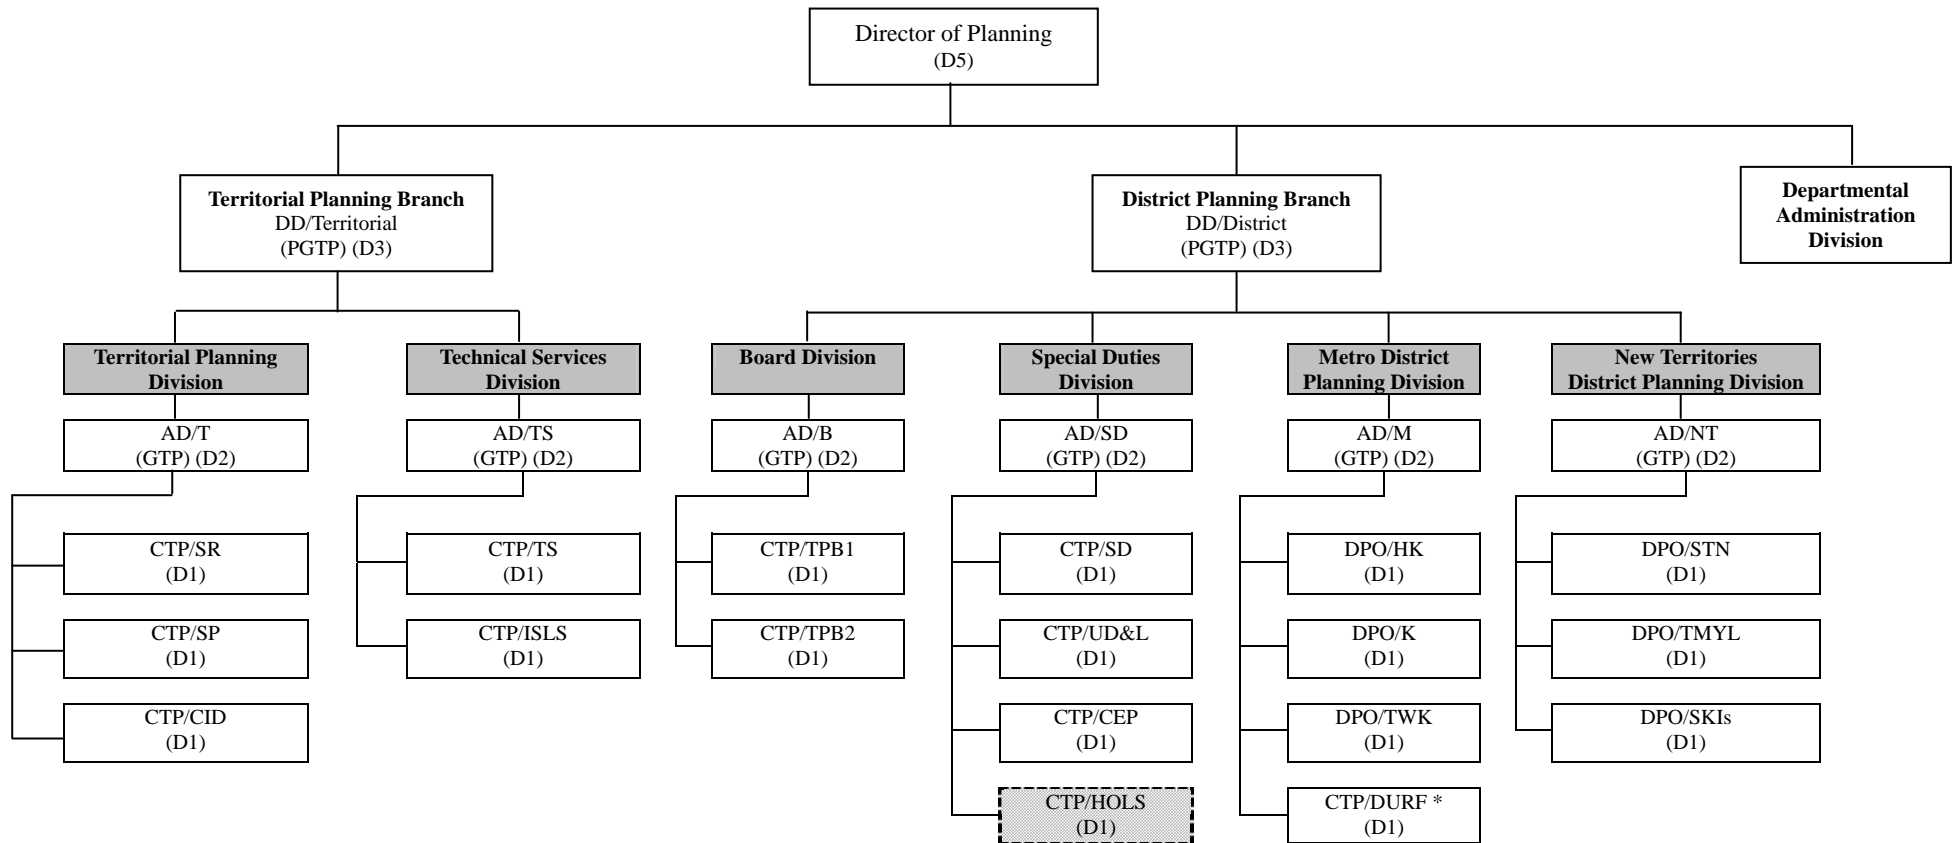 Director of Planning
(D5)
Territorial Planning Branch
DD/Territorial
(PGTP) (D3)
District Planning Branch
DD/District
(PGTP) (D3)
Departmental
Administration
Division
Territorial Planning
Division
Technical Services
Division
Board Division
Special Duties
Division
Metro District
Planning Division
New Territories
District Planning Division
AD/T
(GTP) (D2)
AD/TS
(GTP) (D2)
AD/B
(GTP) (D2)
AD/SD
(GTP) (D2)
AD/M
(GTP) (D2)
AD/NT
(GTP) (D2)
CTP/SR
(D1)
CTP/TS
(D1)
CTP/TPB1
(D1)
CTP/SD
(D1)
DPO/HK
(D1)
DPO/STN
(D1)
CTP/SP
(D1)
CTP/ISLS
(D1)
CTP/TPB2
(D1)
CTP/UD&L
(D1)
DPO/K
(D1)
DPO/TMYL
(D1)
CTP/CID
(D1)
CTP/CEP
(D1)
DPO/TWK
(D1)
DPO/SKIs
(D1)
CTP/HOLS
(D1)
CTP/DURF *
(D1)